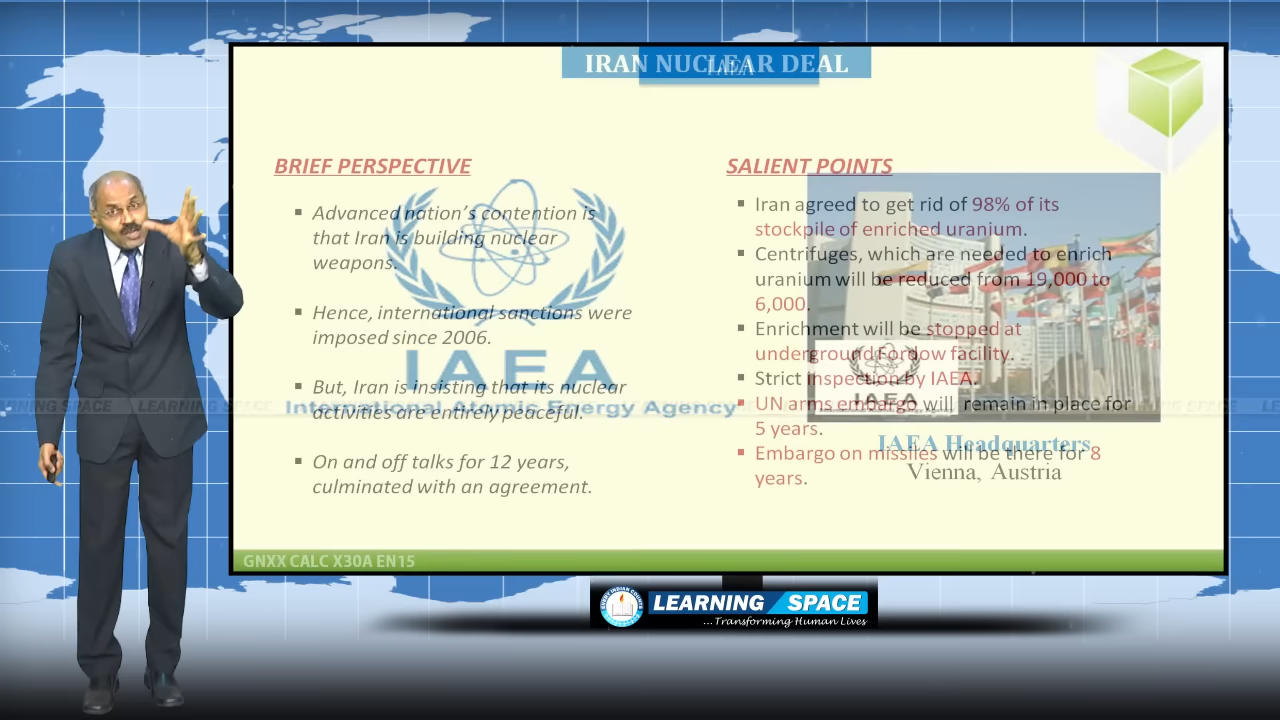 IRAN NUCLEAR DEAL
IAEA
BRIEF PERSPECTIVE
▪ Advanced nation's contention is
that Iran is building nuclear
weapons.
▪ Hence, international sanctions were
imposed since 2006.
▪ But, Iran is insisting that its nuclear
activities are entirely peaceful.
▪ On and off talks for 12 years,
culminated with an agreement.
IAEA
International Atomic Energy Agency
SALIENT POINTS
▪ Iran agreed to get rid of 98% of its
stockpile of enriched uranium.
▪ Centrifuges, which are needed to enrich
uranium will be reduced from 19,000 to
6,000.
▪ Enrichment will be stopped at
underground Fordow facility.
▪ Strict inspection by IAEA.
▪ UN arms embargo will remain in place for
5 years.
▪ Embargo on missiles will be there for 8
years.
IAEA
IAEA Headquarters
Vienna, Austria
LEARNING SPACE
GNXX CALC X30A EN15
LEARNING SPACE
...Transforming Human Lives